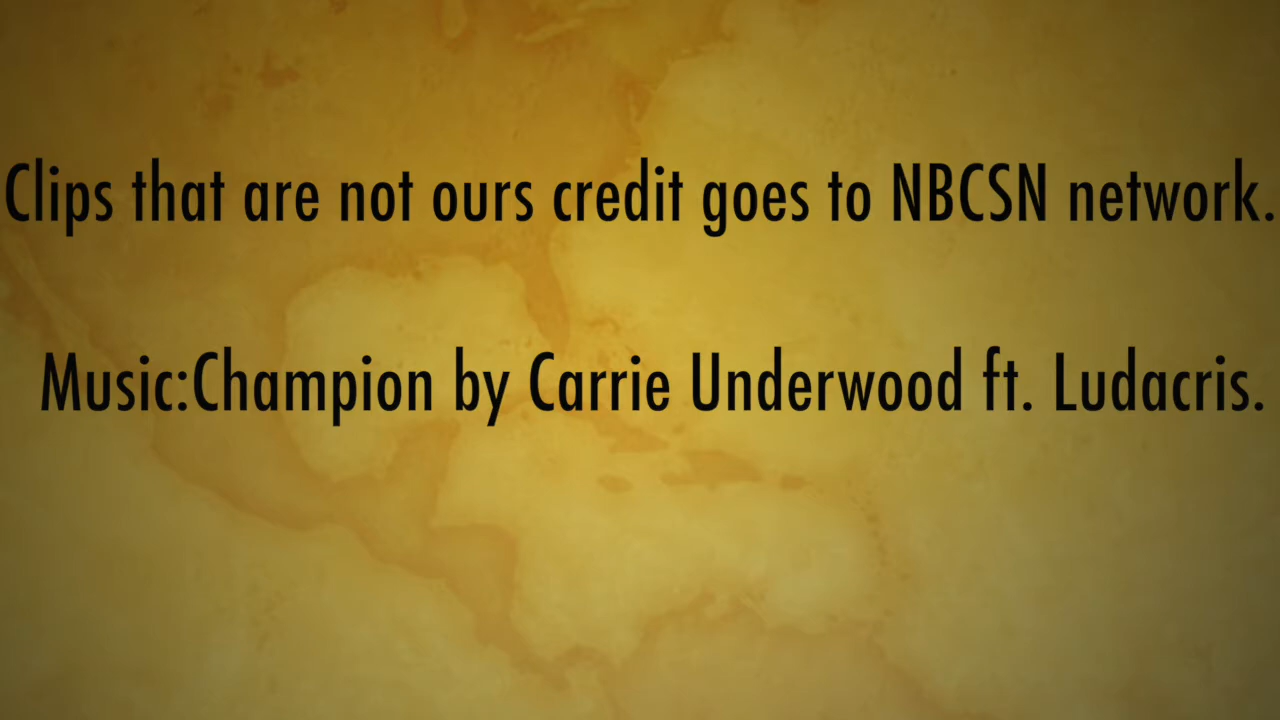 Clips that are not ours credit goes to NBCSN network.
Music:Champion by Carrie Underwood ft. Ludacris.